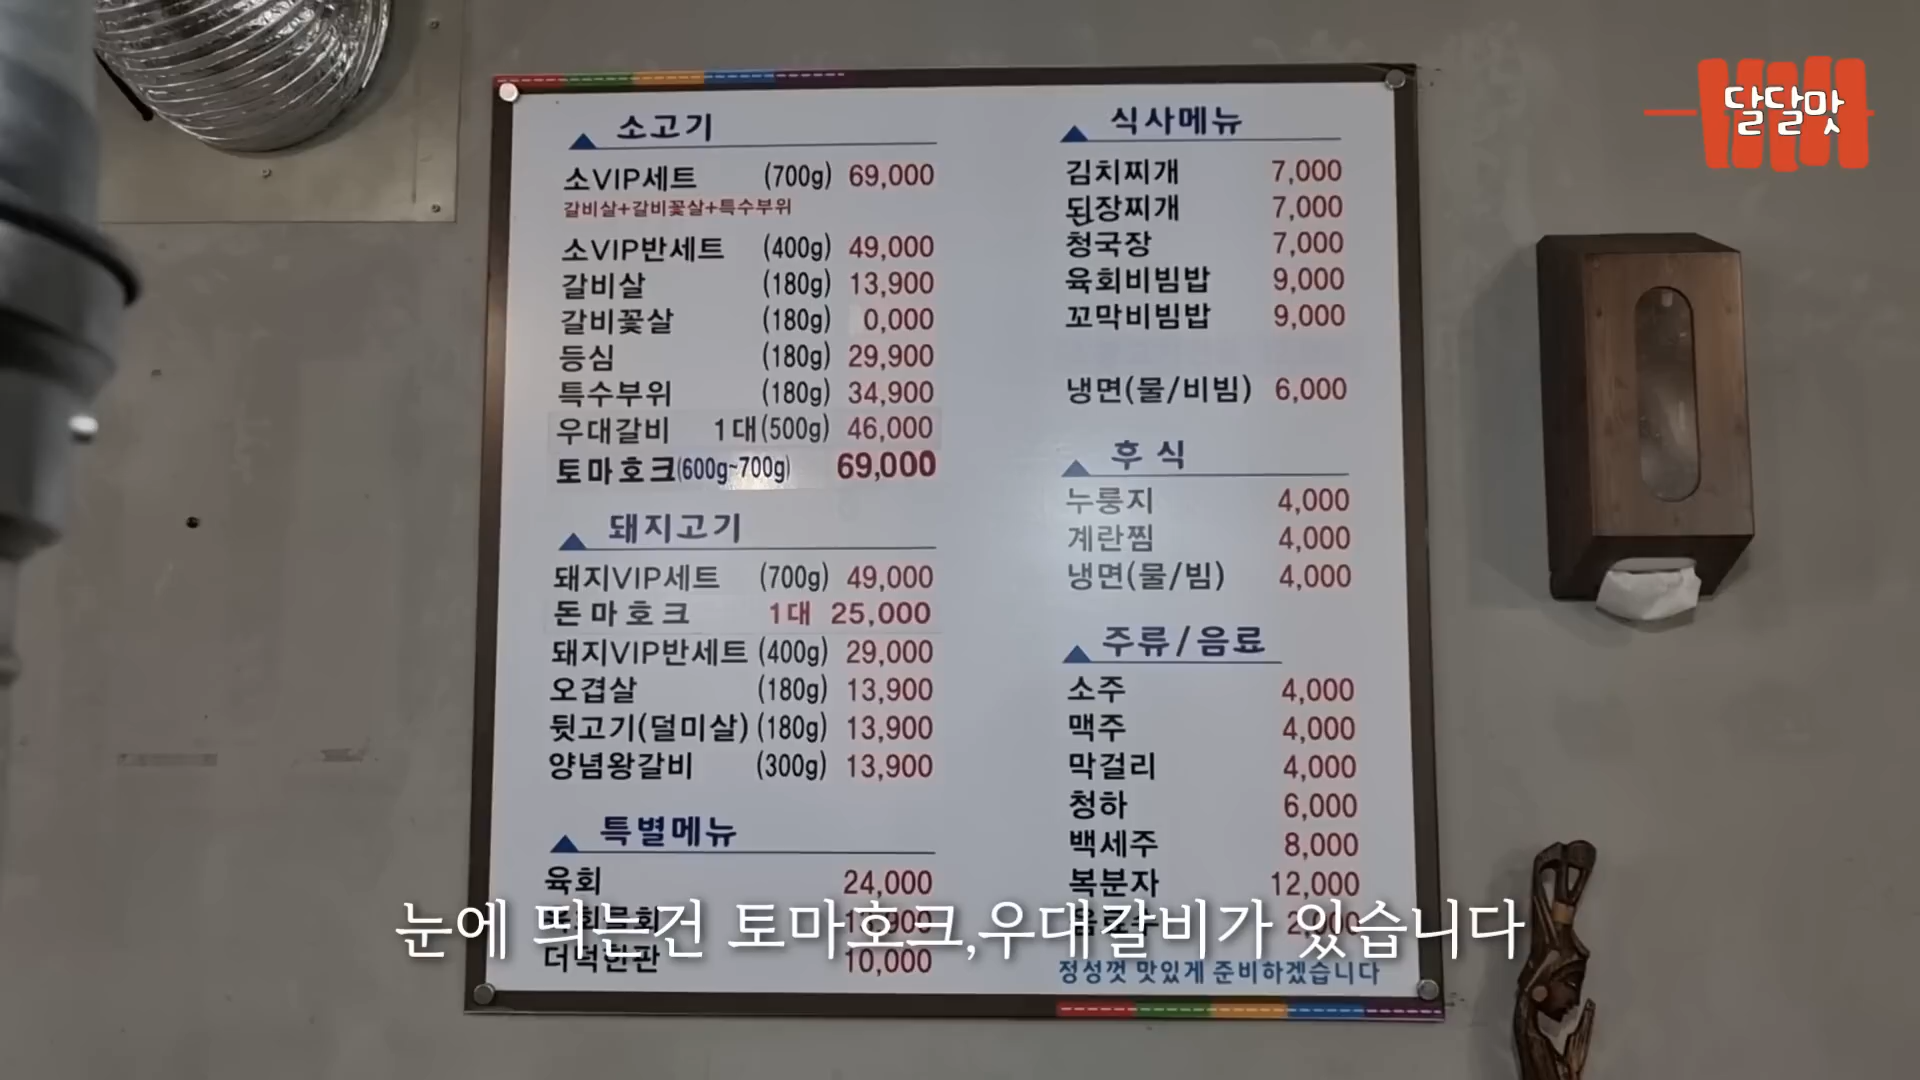 달달맛
소고기
소VIP세트 (700g) 69,000
갈비살+갈비꽃살+특수부위
소VIP반세트 (400g) 49,000
갈비살 (180g) 13,900
갈비꽃살 (180g) 0,000
등심 (180g) 29,900
특수부위 (180g) 34,900
우대갈비 1대(500g) 46,000
토마호크(600g~700g) 69,000
돼지고기
돼지VIP세트 (700g) 49,000
돈마호크 1대 25,000
돼지VIP반세트 (400g) 29,000
오겹살 (180g) 13,900
뒷고기(덜미살) (180g) 13,900
양념왕갈비 (300g) 13,900
특별메뉴
육회 24,000
더덕한판 10,000
식사메뉴
김치찌개 7,000
된장찌개 7,000
청국장 7,000
육회비빔밥 9,000
꼬막비빔밥 9,000
냉면(물/비빔) 6,000
후식
누룽지 4,000
계란찜 4,000
냉면(물/빔) 4,000
주류/음료
소주 4,000
맥주 4,000
막걸리 4,000
청하 6,000
백세주 8,000
복분자 12,000
2,000
정성껏 맛있게 준비하겠습니다
눈에 띄는건 토마호크,우대갈비가 있습니다